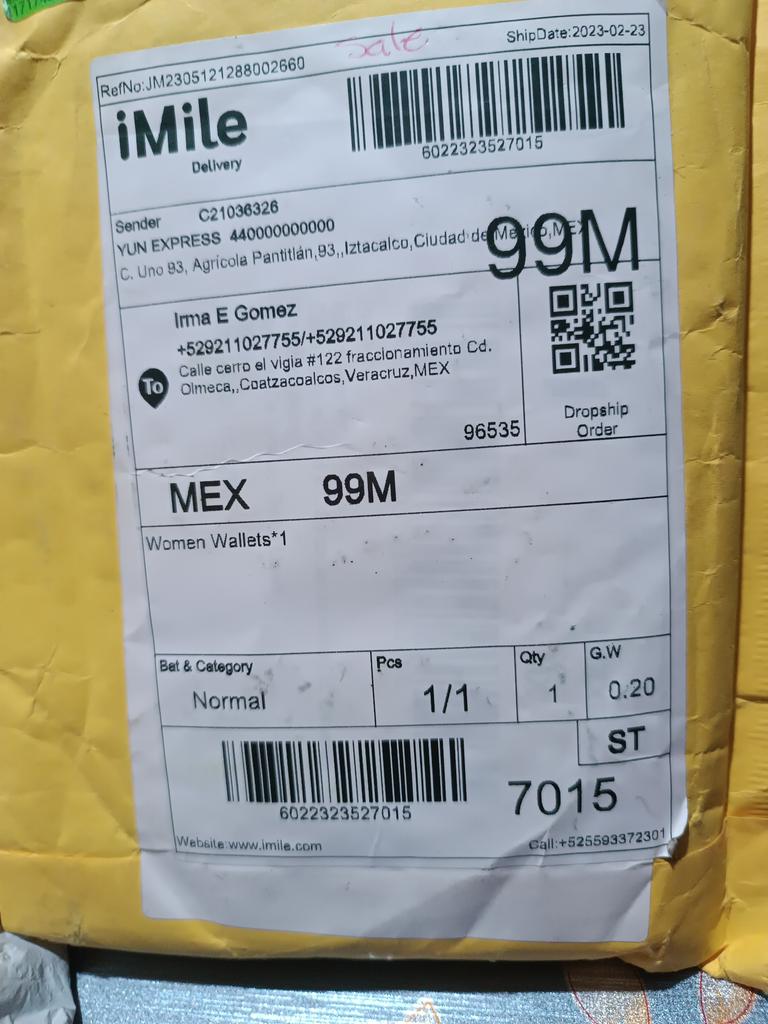 sale
RefNo:JM2305121288002660
ShipDate:2023-02-23
iMile
Delivery
6022323527015
Sender C21036326
YUN EXPRESS 440000000000
C. Uno 93, Agrícola Pantitlán,93,,Iztacalco,Ciudad de México,MEX
99M
To
Irma E Gomez
+529211027755/+529211027755
Calle cerro el vigia #122 fraccionamiento Cd.
Olmeca,,Coatzacoalcos,Veracruz,MEX
96535
Dropship
Order
MEX 99M
Women Wallets*1
Bat & Category
Normal
Pcs
1/1
Qty
1
G.W
0.20
ST
6022323527015
7015
Website:www.imile.com
Call:+525593372301